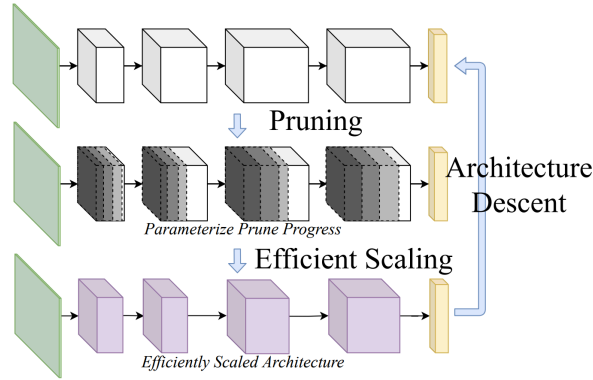 Pruning
Architecture
Descent
Parameterize Prune Progress
Efficient Scaling
Efficiently Scaled Architecture